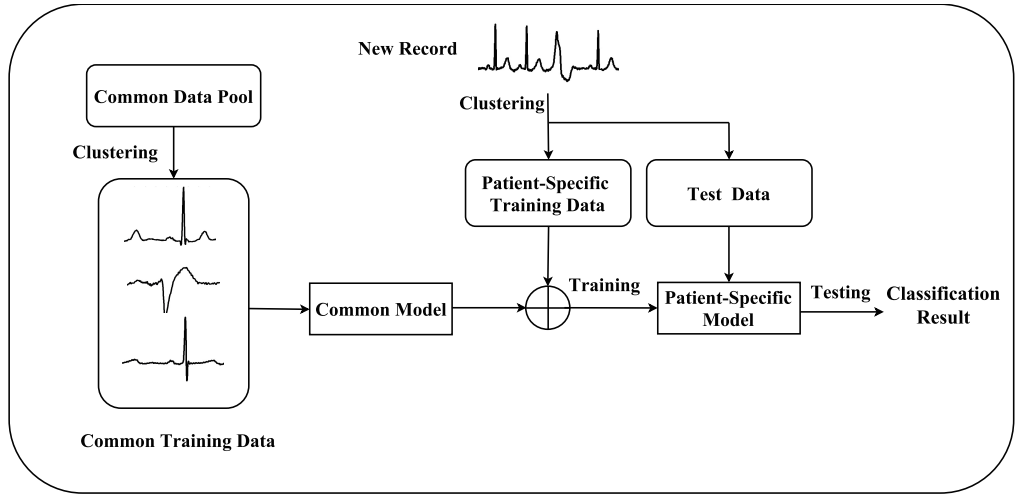 New Record
Common Data Pool
Clustering
Clustering
Patient-Specific
Training Data
Test Data
Common Model
Training
Patient-Specific
Model
Testing
Classification
Result
Common Training Data